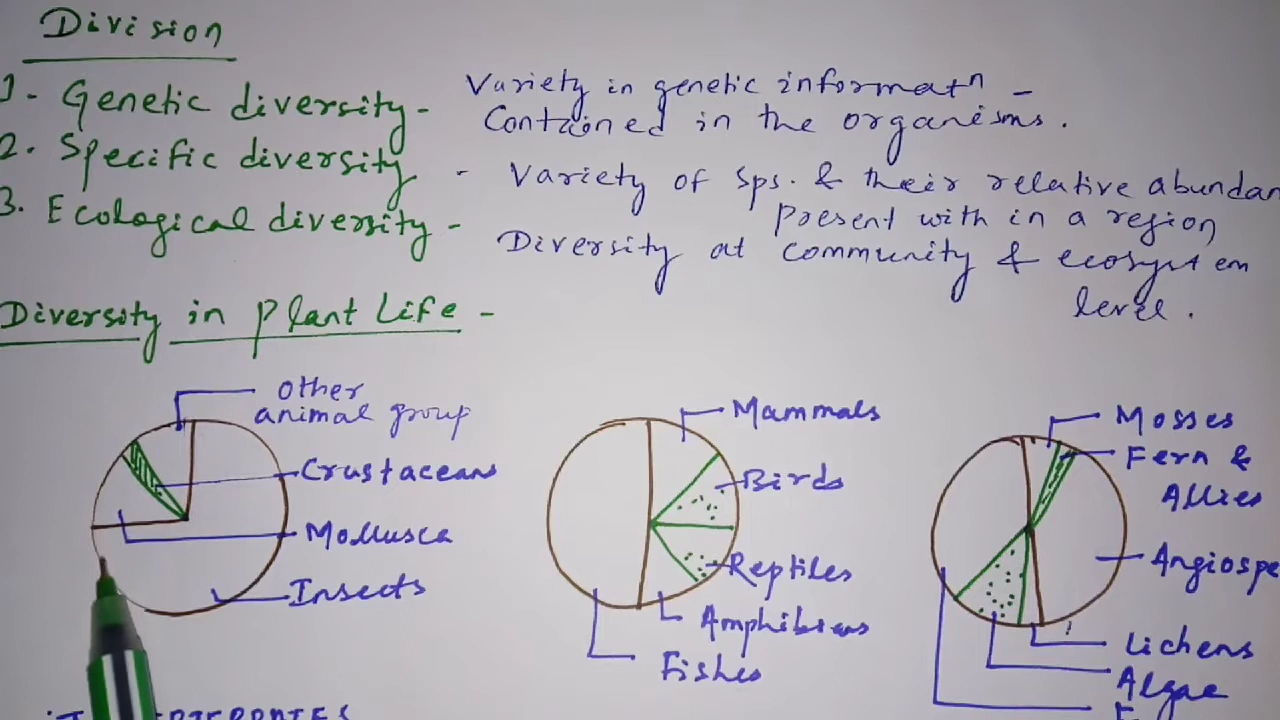 Division
1. Genetic diversity - Variety in genetic informatn -
Contained in the organisms.
2. Specific diversity - Variety of Sps. & their relative abundan
Present with in a region
3. Ecological diversity - Diversity at community & ecosystem
level.
Diversity in Plant Life -
Other
animal group
Crustaceans
Mollusca
Insects
Mammals
Birds
Reptiles
Amphibians
Fishes
Mosses
Fern &
Allies
Angiospe
Lichens
Algae